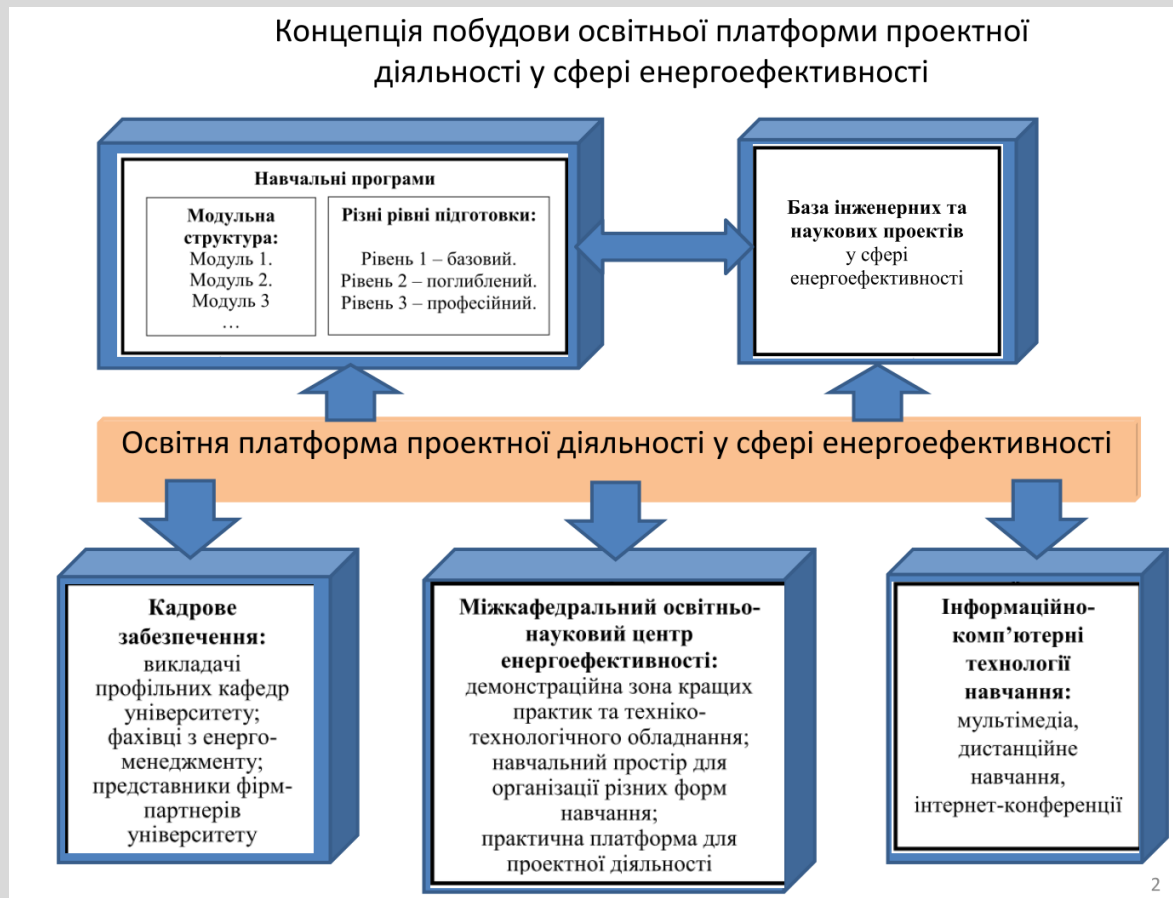 Концепція побудови освітньої платформи проектної
діяльності у сфері енергоефективності
Навчальні програми
Модульна
структура:
Модуль 1.
Модуль 2.
Модуль 3
…
Різні рівні підготовки:
Рівень 1 – базовий.
Рівень 2 – поглиблений.
Рівень 3 – професійний.
База інженерних та
наукових проектів
у сфері
енергоефективності
Освітня платформа проектної діяльності у сфері енергоефективності
Кадрове
забезпечення:
викладачі
профільних кафедр
університету;
фахівці з енерго-
менеджменту;
представники фірм-
партнерів
університету
Міжкафедральний освітньо-
науковий центр
енергоефективності:
демонстраційна зона кращих
практик та техніко-
технологічного обладнання;
навчальний простір для
організації різних форм
навчання;
практична платформа для
проектної діяльності
Інформаційно-
комп’ютерні
технології
навчання:
мультимедіа,
дистанційне
навчання,
інтернет-конференції
2